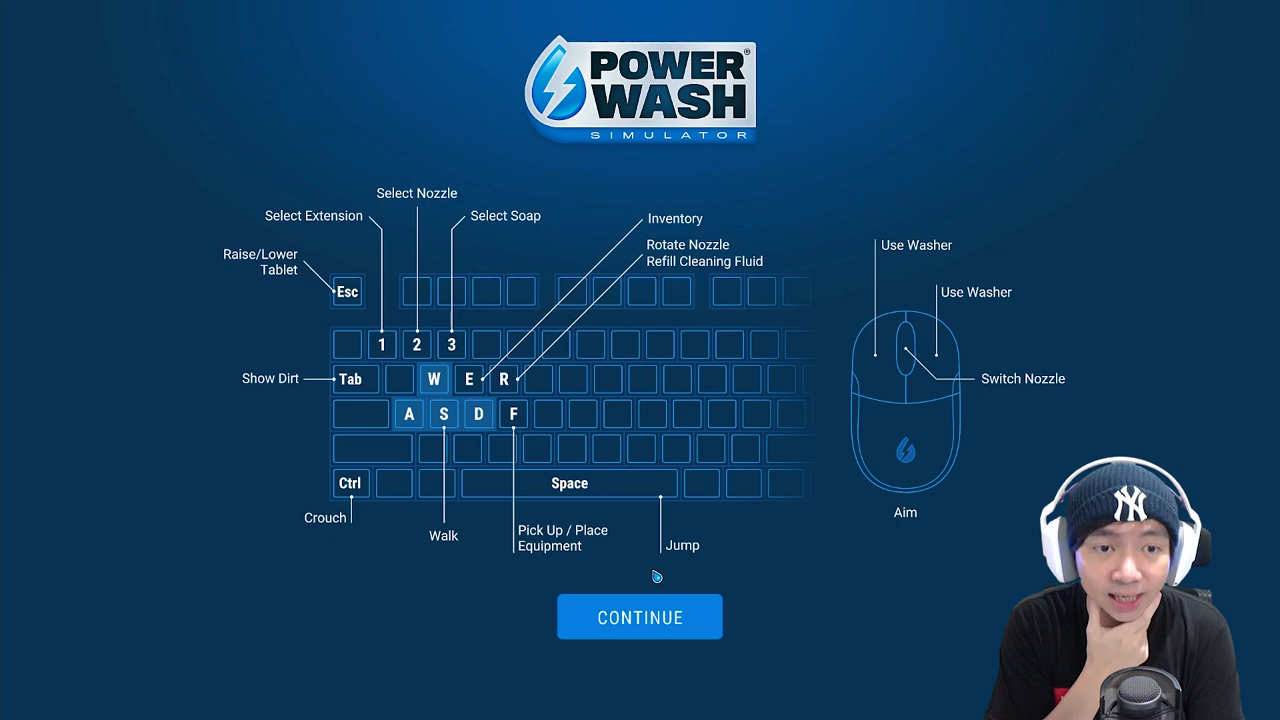 POWER
WASH
SIMULATOR
Select Nozzle
Select Extension
Select Soap
Inventory
Raise/Lower
Tablet
Rotate Nozzle
Refill Cleaning Fluid
Use Washer
Use Washer
Esc
1 2 3
Show Dirt
Tab W E R
Switch Nozzle
A S D F
Ctrl Space
Crouch
Walk
Pick Up / Place
Equipment
Jump
Aim
CONTINUE
NY